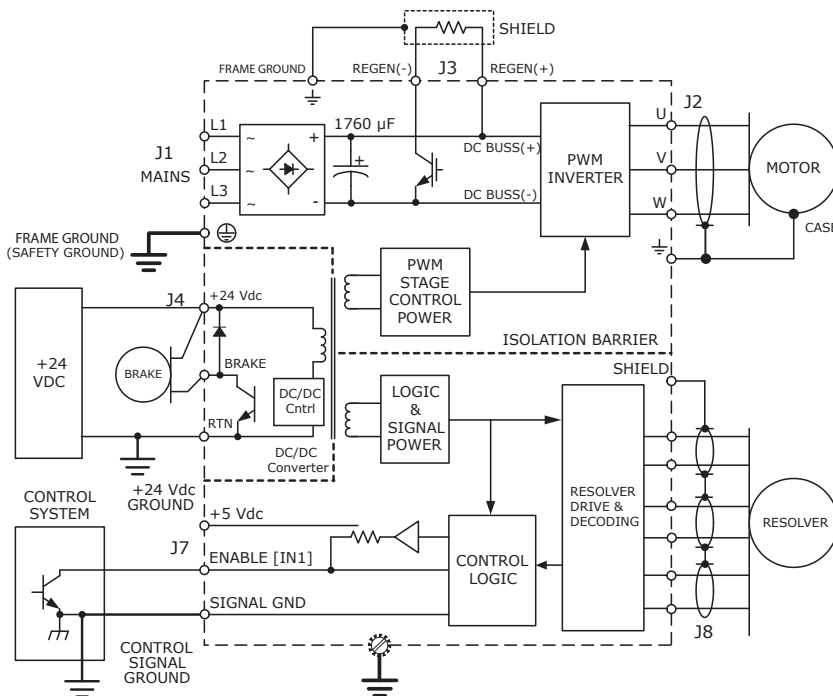 SHIELD
FRAME GROUND
REGEN(-)
J3
REGEN(+)
J1
MAINS
L1
L2
L3
~
~
~
+
-
1760 µF
+
DC BUSS(+)
DC BUSS(-)
PWM
INVERTER
U
V
W
J2
MOTOR
CASE
FRAME GROUND
(SAFETY GROUND)
PWM
STAGE
CONTROL
POWER
ISOLATION BARRIER
J4
+24 Vdc
+24
VDC
BRAKE
BRAKE
RTN
DC/DC
Cntrl
DC/DC
Converter
LOGIC
&
SIGNAL
POWER
SHIELD
RESOLVER
DRIVE &
DECODING
RESOLVER
J8
+24 Vdc
GROUND
CONTROL
SYSTEM
+5 Vdc
J7
ENABLE [IN1]
SIGNAL GND
CONTROL
LOGIC
CONTROL
SIGNAL
GROUND